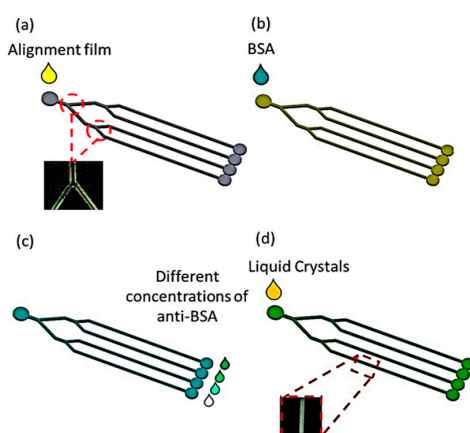 (a)
Alignment film
(b)
BSA
(c)
Different
concentrations of
anti-BSA
(d)
Liquid Crystals